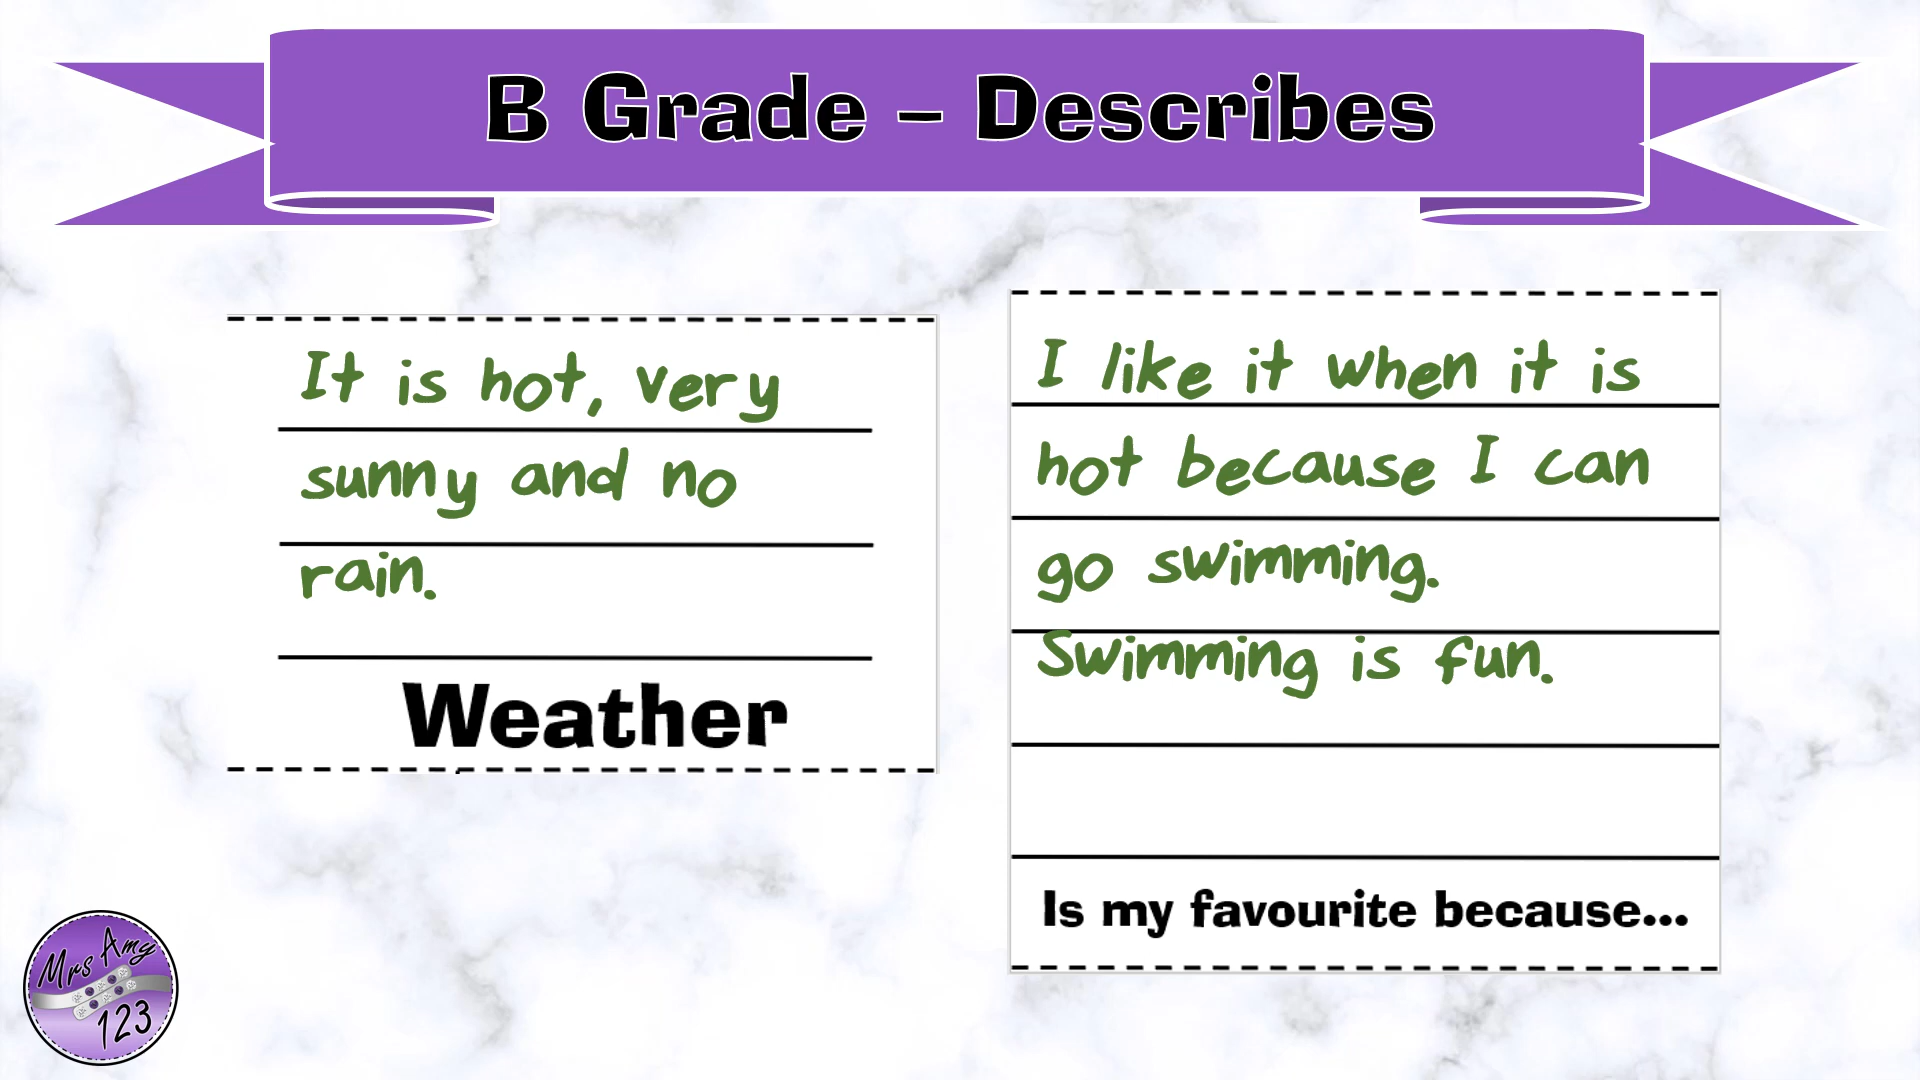 B Grade – Describes
It is hot, very
sunny and no
rain.
Weather
I like it when it is
hot because I can
go swimming.
Swimming is fun.
Is my favourite because...
Mrs Amy
123